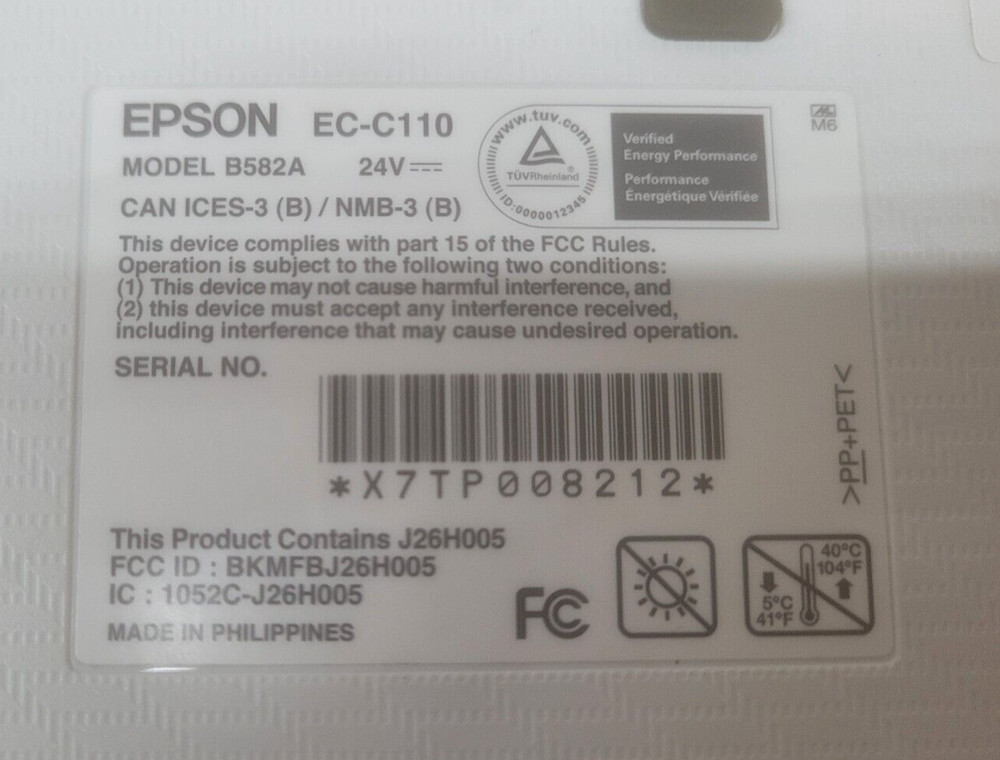 EPSON EC-C110
MODEL B582A 24V
CAN ICES-3 (B) / NMB-3 (B)
www.tuv.com
TÜVRheinland®
ID:0000012345
Verified
Energy Performance
Performance
Énergétique Vérifiée
M6
This device complies with part 15 of the FCC Rules.
Operation is subject to the following two conditions:
(1) This device may not cause harmful interference, and
(2) this device must accept any interference received,
including interference that may cause undesired operation.
SERIAL NO.
*X7TP008212*
>PP+PET<
This Product Contains J26H005
FCC ID : BKMFBJ26H005
IC : 1052C-J26H005
MADE IN PHILIPPINES
FC
40°C
104°F
5°C
41°F